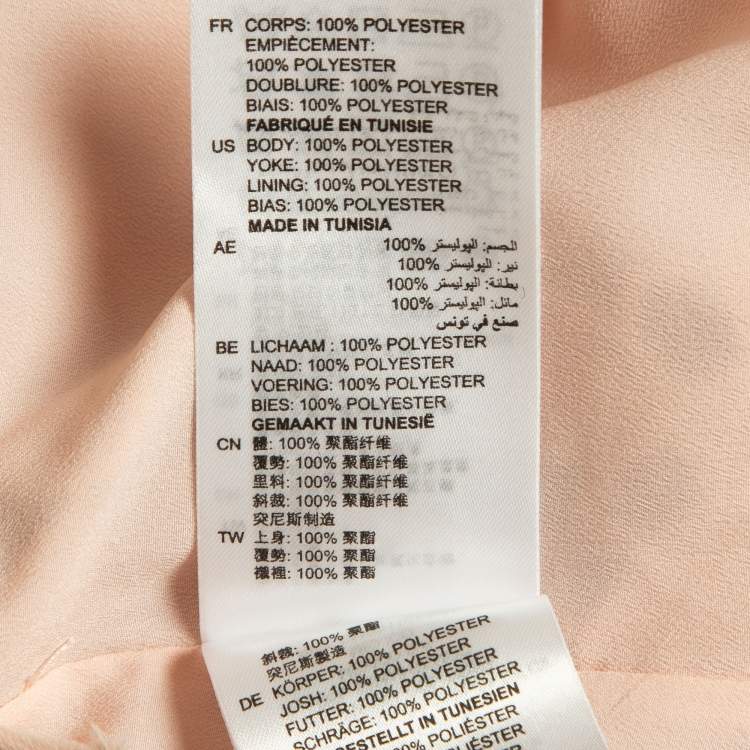 FR CORPS: 100% POLYESTER
EMPIÈCEMENT:
100% POLYESTER
DOUBLURE: 100% POLYESTER
BIAIS: 100% POLYESTER
FABRIQUÉ EN TUNISIE
US BODY: 100% POLYESTER
YOKE: 100% POLYESTER
LINING: 100% POLYESTER
BIAS: 100% POLYESTER
MADE IN TUNISIA
AE الجسم: البوليستر 100%
نير: البوليستر 100%
بطانة: البوليستر 100%
مائل: البوليستر 100%
صنع في تونس
BE LICHAAM : 100% POLYESTER
NAAD: 100% POLYESTER
VOERING: 100% POLYESTER
BIES: 100% POLYESTER
GEMAAKT IN TUNESIË
CN 體: 100% 聚酯纤维
覆勢: 100% 聚酯纤维
里料: 100% 聚酯纤维
斜裁: 100% 聚酯纤维
突尼斯制造
TW 上身: 100% 聚酯
覆勢: 100% 聚酯
襯裡: 100% 聚酯
斜裁: 100% 聚酯
突尼斯製造
DE KÖRPER: 100% POLYESTER
JOSH: 100% POLYESTER
FUTTER: 100% POLYESTER
SCHRÄGE: 100% POLYESTER
IN TUNESIEN
100% POLIÉSTER
POLIÉSTER